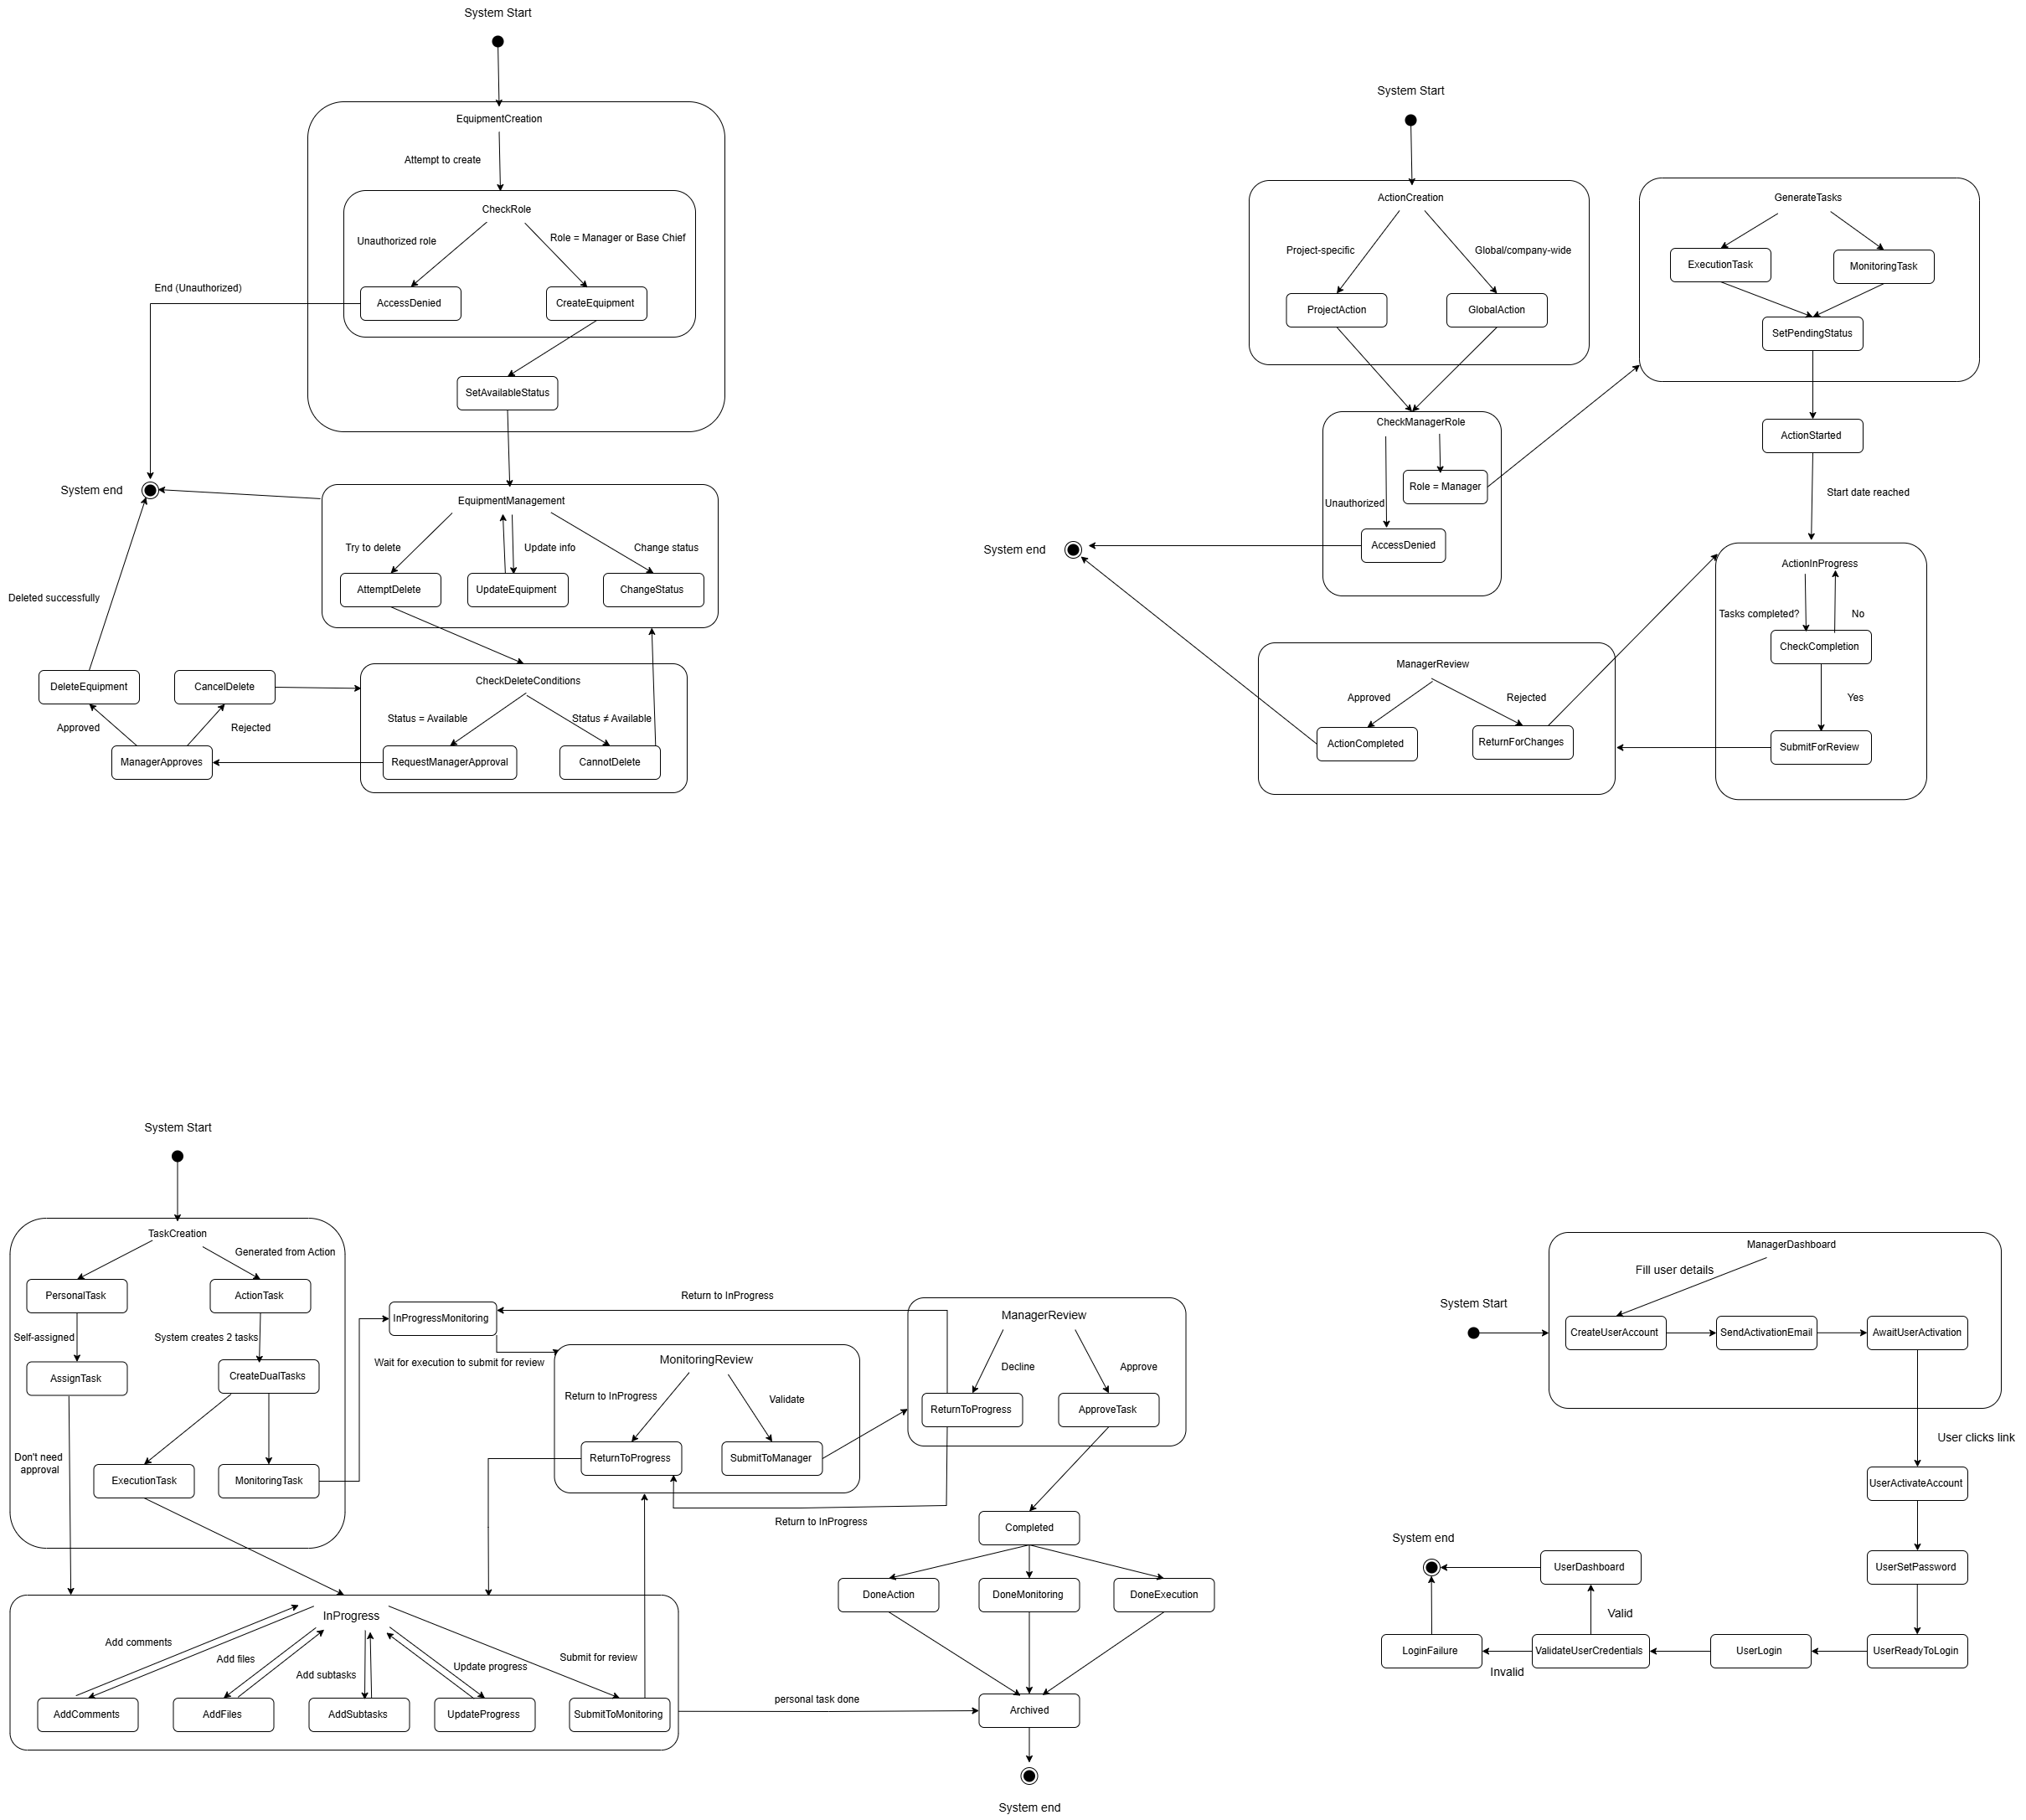 System Start
EquipmentCreation
Attempt to create
CheckRole
Unauthorized role
Role = Manager or Base Chief
End (Unauthorized)
AccessDenied
CreateEquipment
SetAvailableStatus
System end
EquipmentManagement
Try to delete
Update info
Change status
AttemptDelete
UpdateEquipment
ChangeStatus
Deleted successfully
DeleteEquipment
CancelDelete
CheckDeleteConditions
Status = Available
Status ≠ Available
Approved
Rejected
ManagerApproves
RequestManagerApproval
CannotDelete
System Start
ActionCreation
Project-specific
Global/company-wide
ProjectAction
GlobalAction
GenerateTasks
ExecutionTask
MonitoringTask
SetPendingStatus
CheckManagerRole
Role = Manager
Unauthorized
AccessDenied
ActionStarted
Start date reached
System end
ActionInProgress
Tasks completed?
No
CheckCompletion
Yes
SubmitForReview
ManagerReview
Approved
Rejected
ActionCompleted
ReturnForChanges
System Start
TaskCreation
Generated from Action
PersonalTask
ActionTask
Self-assigned
System creates 2 tasks
AssignTask
CreateDualTasks
Don't need
approval
ExecutionTask
MonitoringTask
InProgressMonitoring
Return to InProgress
Wait for execution to submit for review
MonitoringReview
Return to InProgress
Validate
ReturnToProgress
SubmitToManager
ManagerReview
Decline
Approve
ReturnToProgress
ApproveTask
Return to InProgress
Completed
DoneAction
DoneMonitoring
DoneExecution
InProgress
Add comments
Add files
Add subtasks
Update progress
Submit for review
AddComments
AddFiles
AddSubtasks
UpdateProgress
SubmitToMonitoring
personal task done
Archived
System end
ManagerDashboard
Fill user details
System Start
CreateUserAccount
SendActivationEmail
AwaitUserActivation
User clicks link
UserActivateAccount
System end
UserDashboard
UserSetPassword
Valid
LoginFailure
ValidateUserCredentials
UserLogin
UserReadyToLogin
Invalid